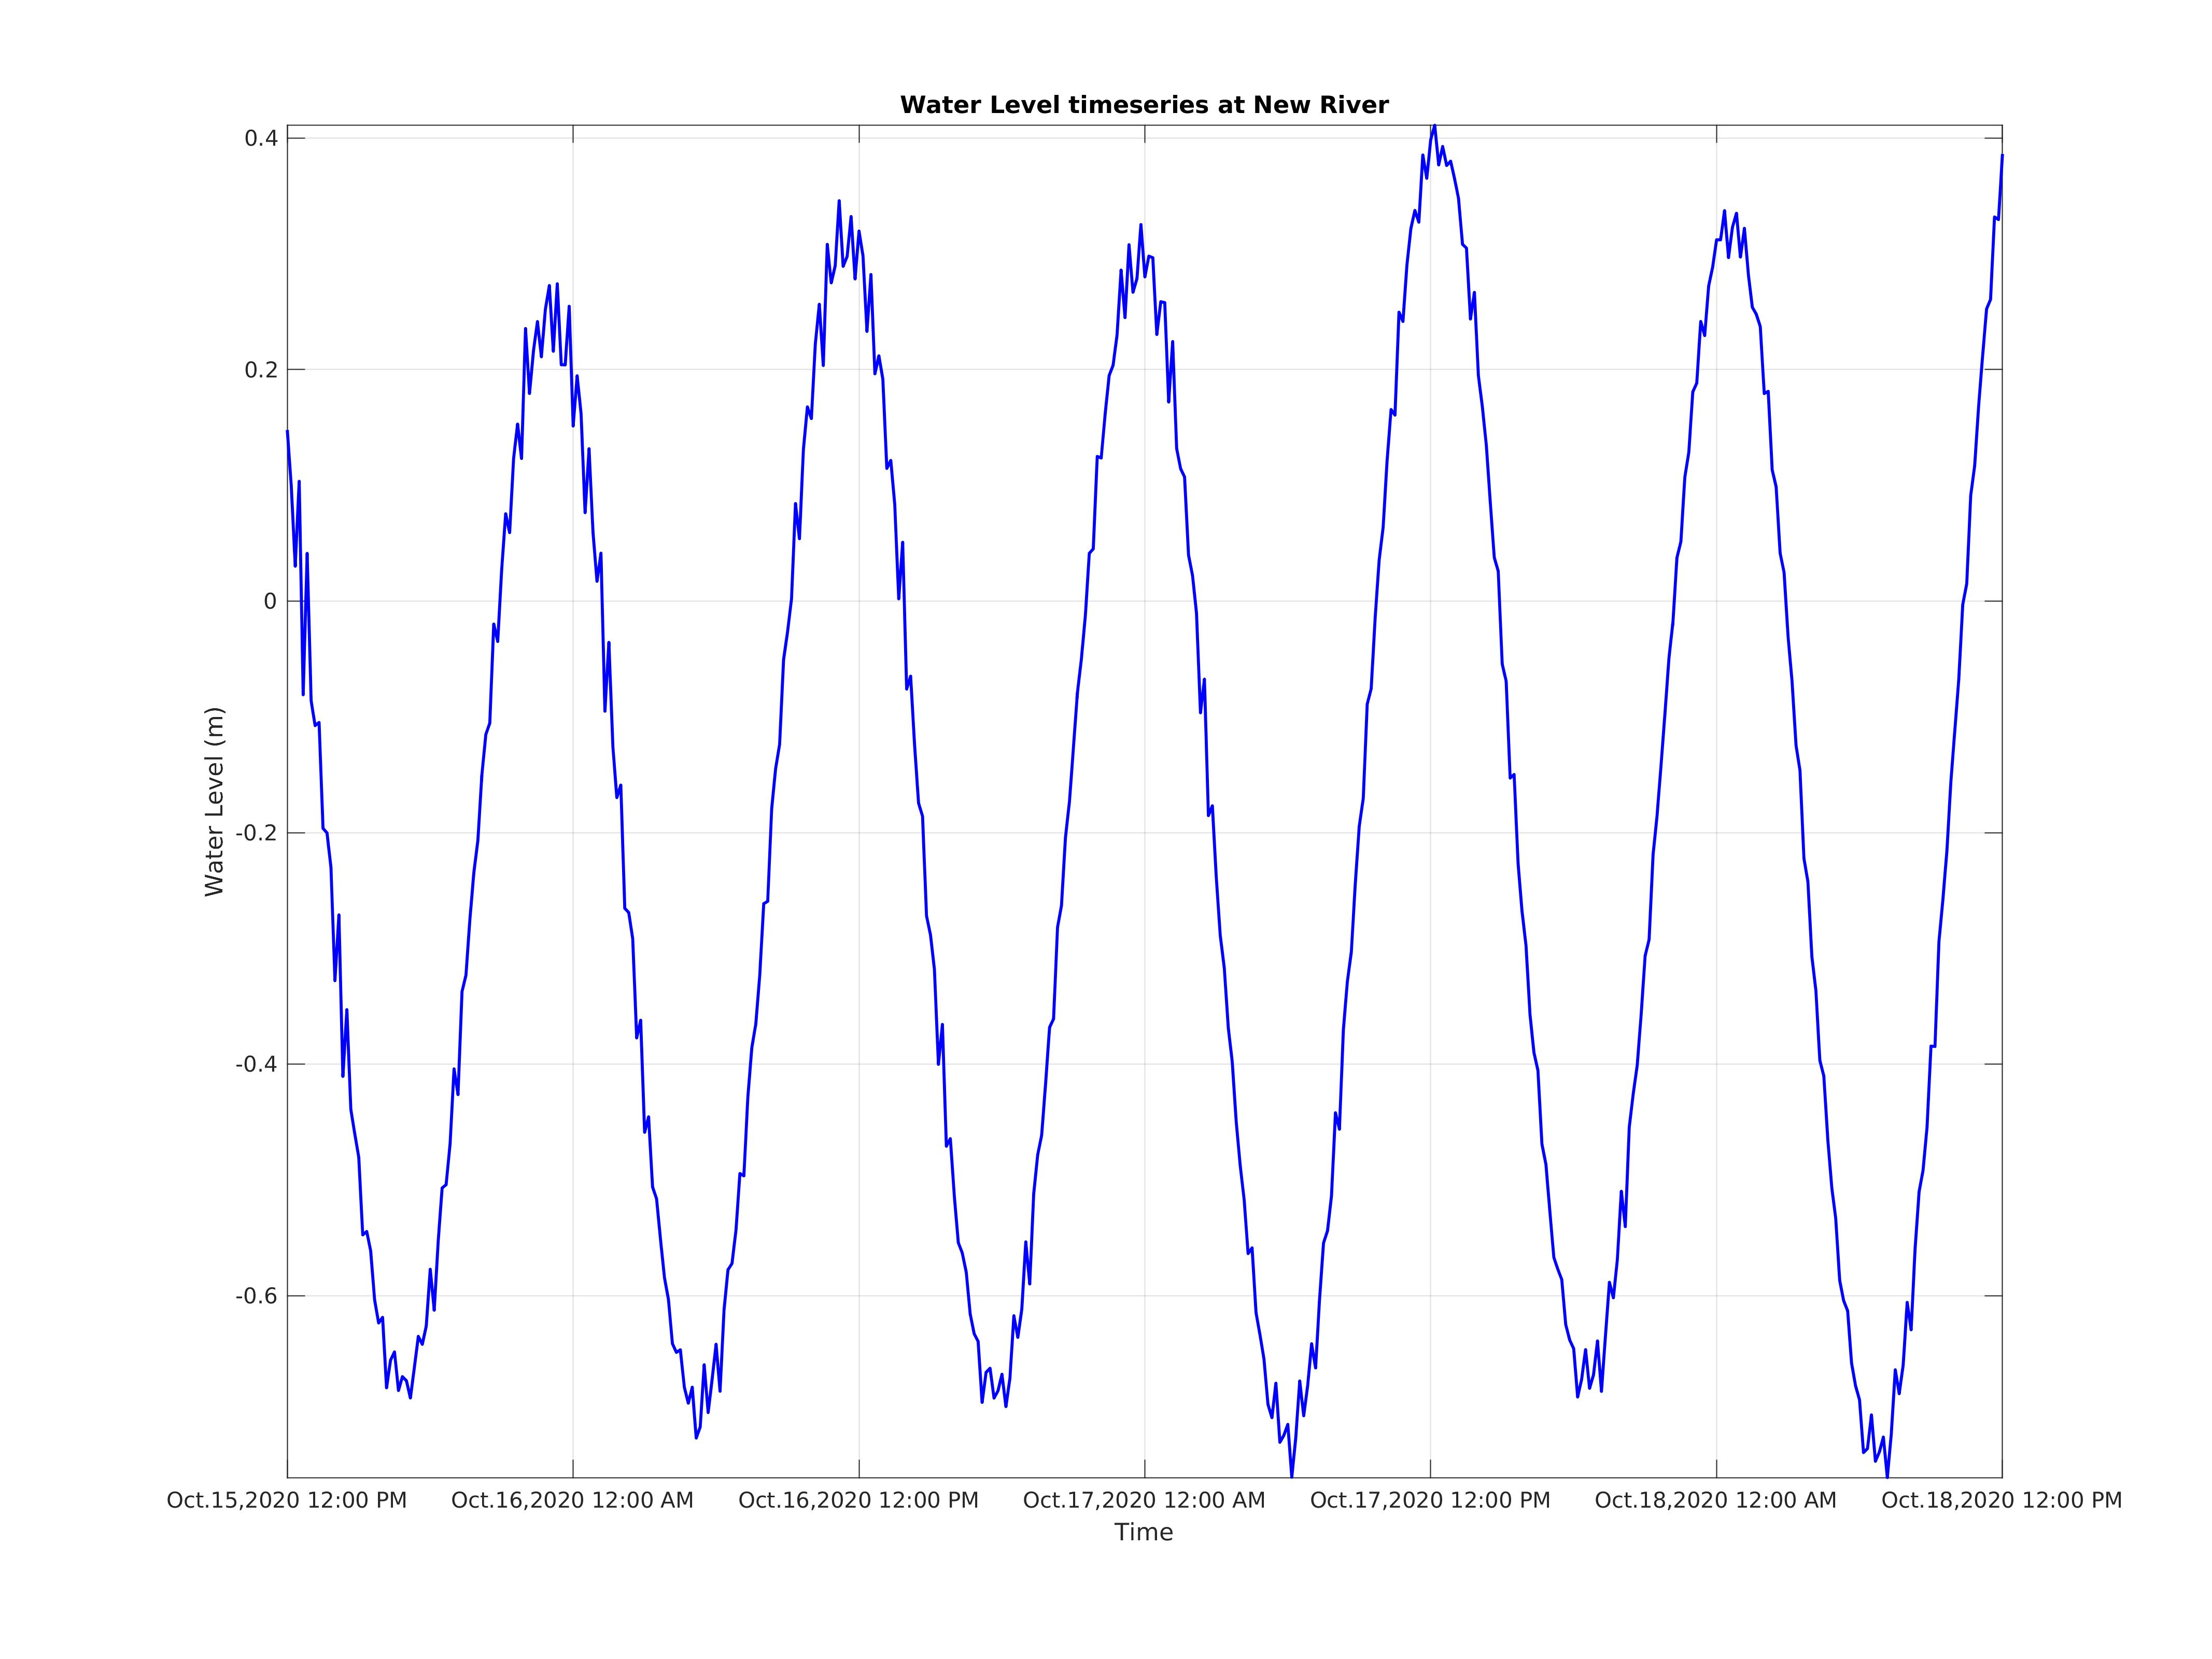 Water Level timeseries at New River
0.4
0.2
0
-0.2
-0.4
-0.6
Water Level (m)
Oct.15,2020 12:00 PM Oct.16,2020 12:00 AM Oct.16,2020 12:00 PM Oct.17,2020 12:00 AM Oct.17,2020 12:00 PM Oct.18,2020 12:00 AM Oct.18,2020 12:00 PM
Time